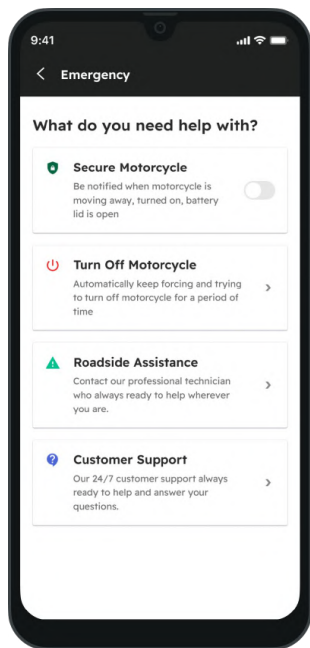 9:41
Emergency
What do you need help with?
Secure Motorcycle
Be notified when motorcycle is
moving away, turned on, battery
lid is open
Turn Off Motorcycle
Automatically keep forcing and trying
to turn off motorcycle for a period of
time
Roadside Assistance
Contact our professional technician
who always ready to help wherever
you are.
Customer Support
Our 24/7 customer support always
ready to help and answer your
questions.